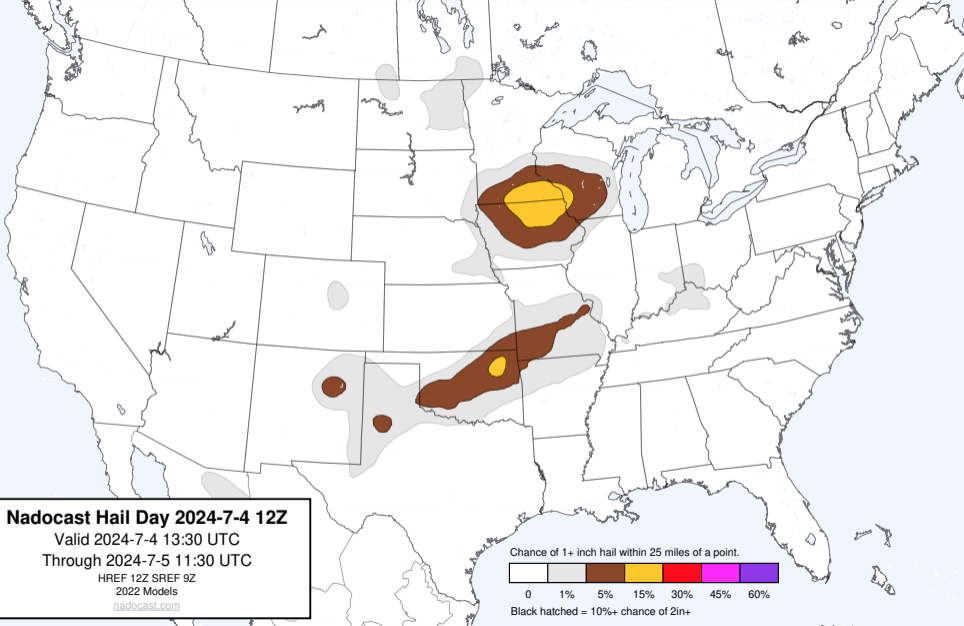 Nadocast Hail Day 2024-7-4 12Z
Valid 2024-7-4 13:30 UTC
Through 2024-7-5 11:30 UTC
HREF 12Z SREF 9Z
2022 Models
nadocast.com
Chance of 1+ inch hail within 25 miles of a point.
0 1% 5% 15% 30% 45% 60%
Black hatched = 10%+ chance of 2in+